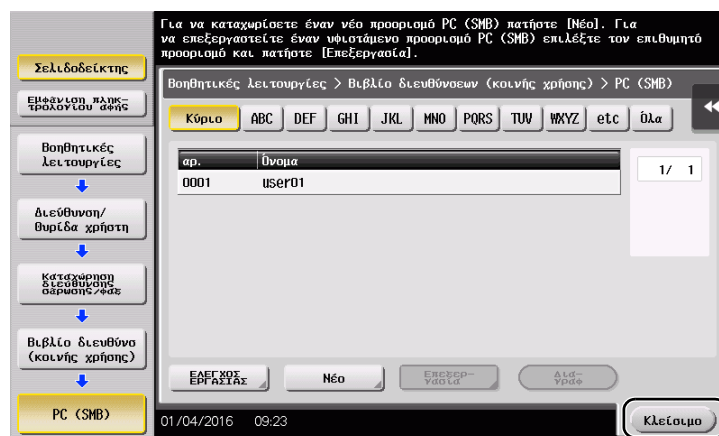 Για να καταχωρίσετε έναν νέο προορισμό PC (SMB) πατήστε [Νέο]. Για
να επεξεργαστείτε έναν υφιστάμενο προορισμό PC (SMB) επιλέξτε τον επιθυμητό
προορισμό και πατήστε [Επεξεργασία].
Σελιδοδείκτης
Εμφάνιση πληκ-
τρολογίου αφής
Βοηθητικές
λειτουργίες
Διεύθυνση/
Θυρίδα χρήστη
Καταχώρηση
διεύθυνσης
σάρωσης/φαξ
Βιβλίο διευθύνσ
(κοινής χρήσης)
PC (SMB)
Βοηθητικές λειτουργίες > Βιβλίο διευθύνσεων (κοινής χρήσης) > PC (SMB)
Κύριο ABC DEF GHI JKL MNO PQRS TUV WXYZ etc Όλα
αρ. Όνομα
0001 user01
1/ 1
ΕΛΕΓΧΟΣ
ΕΡΓΑΣΙΑΣ
Νέο
Επεξερ-
γασία
Δια-
γραφ
01/04/2016 09:23
Κλείσιμο